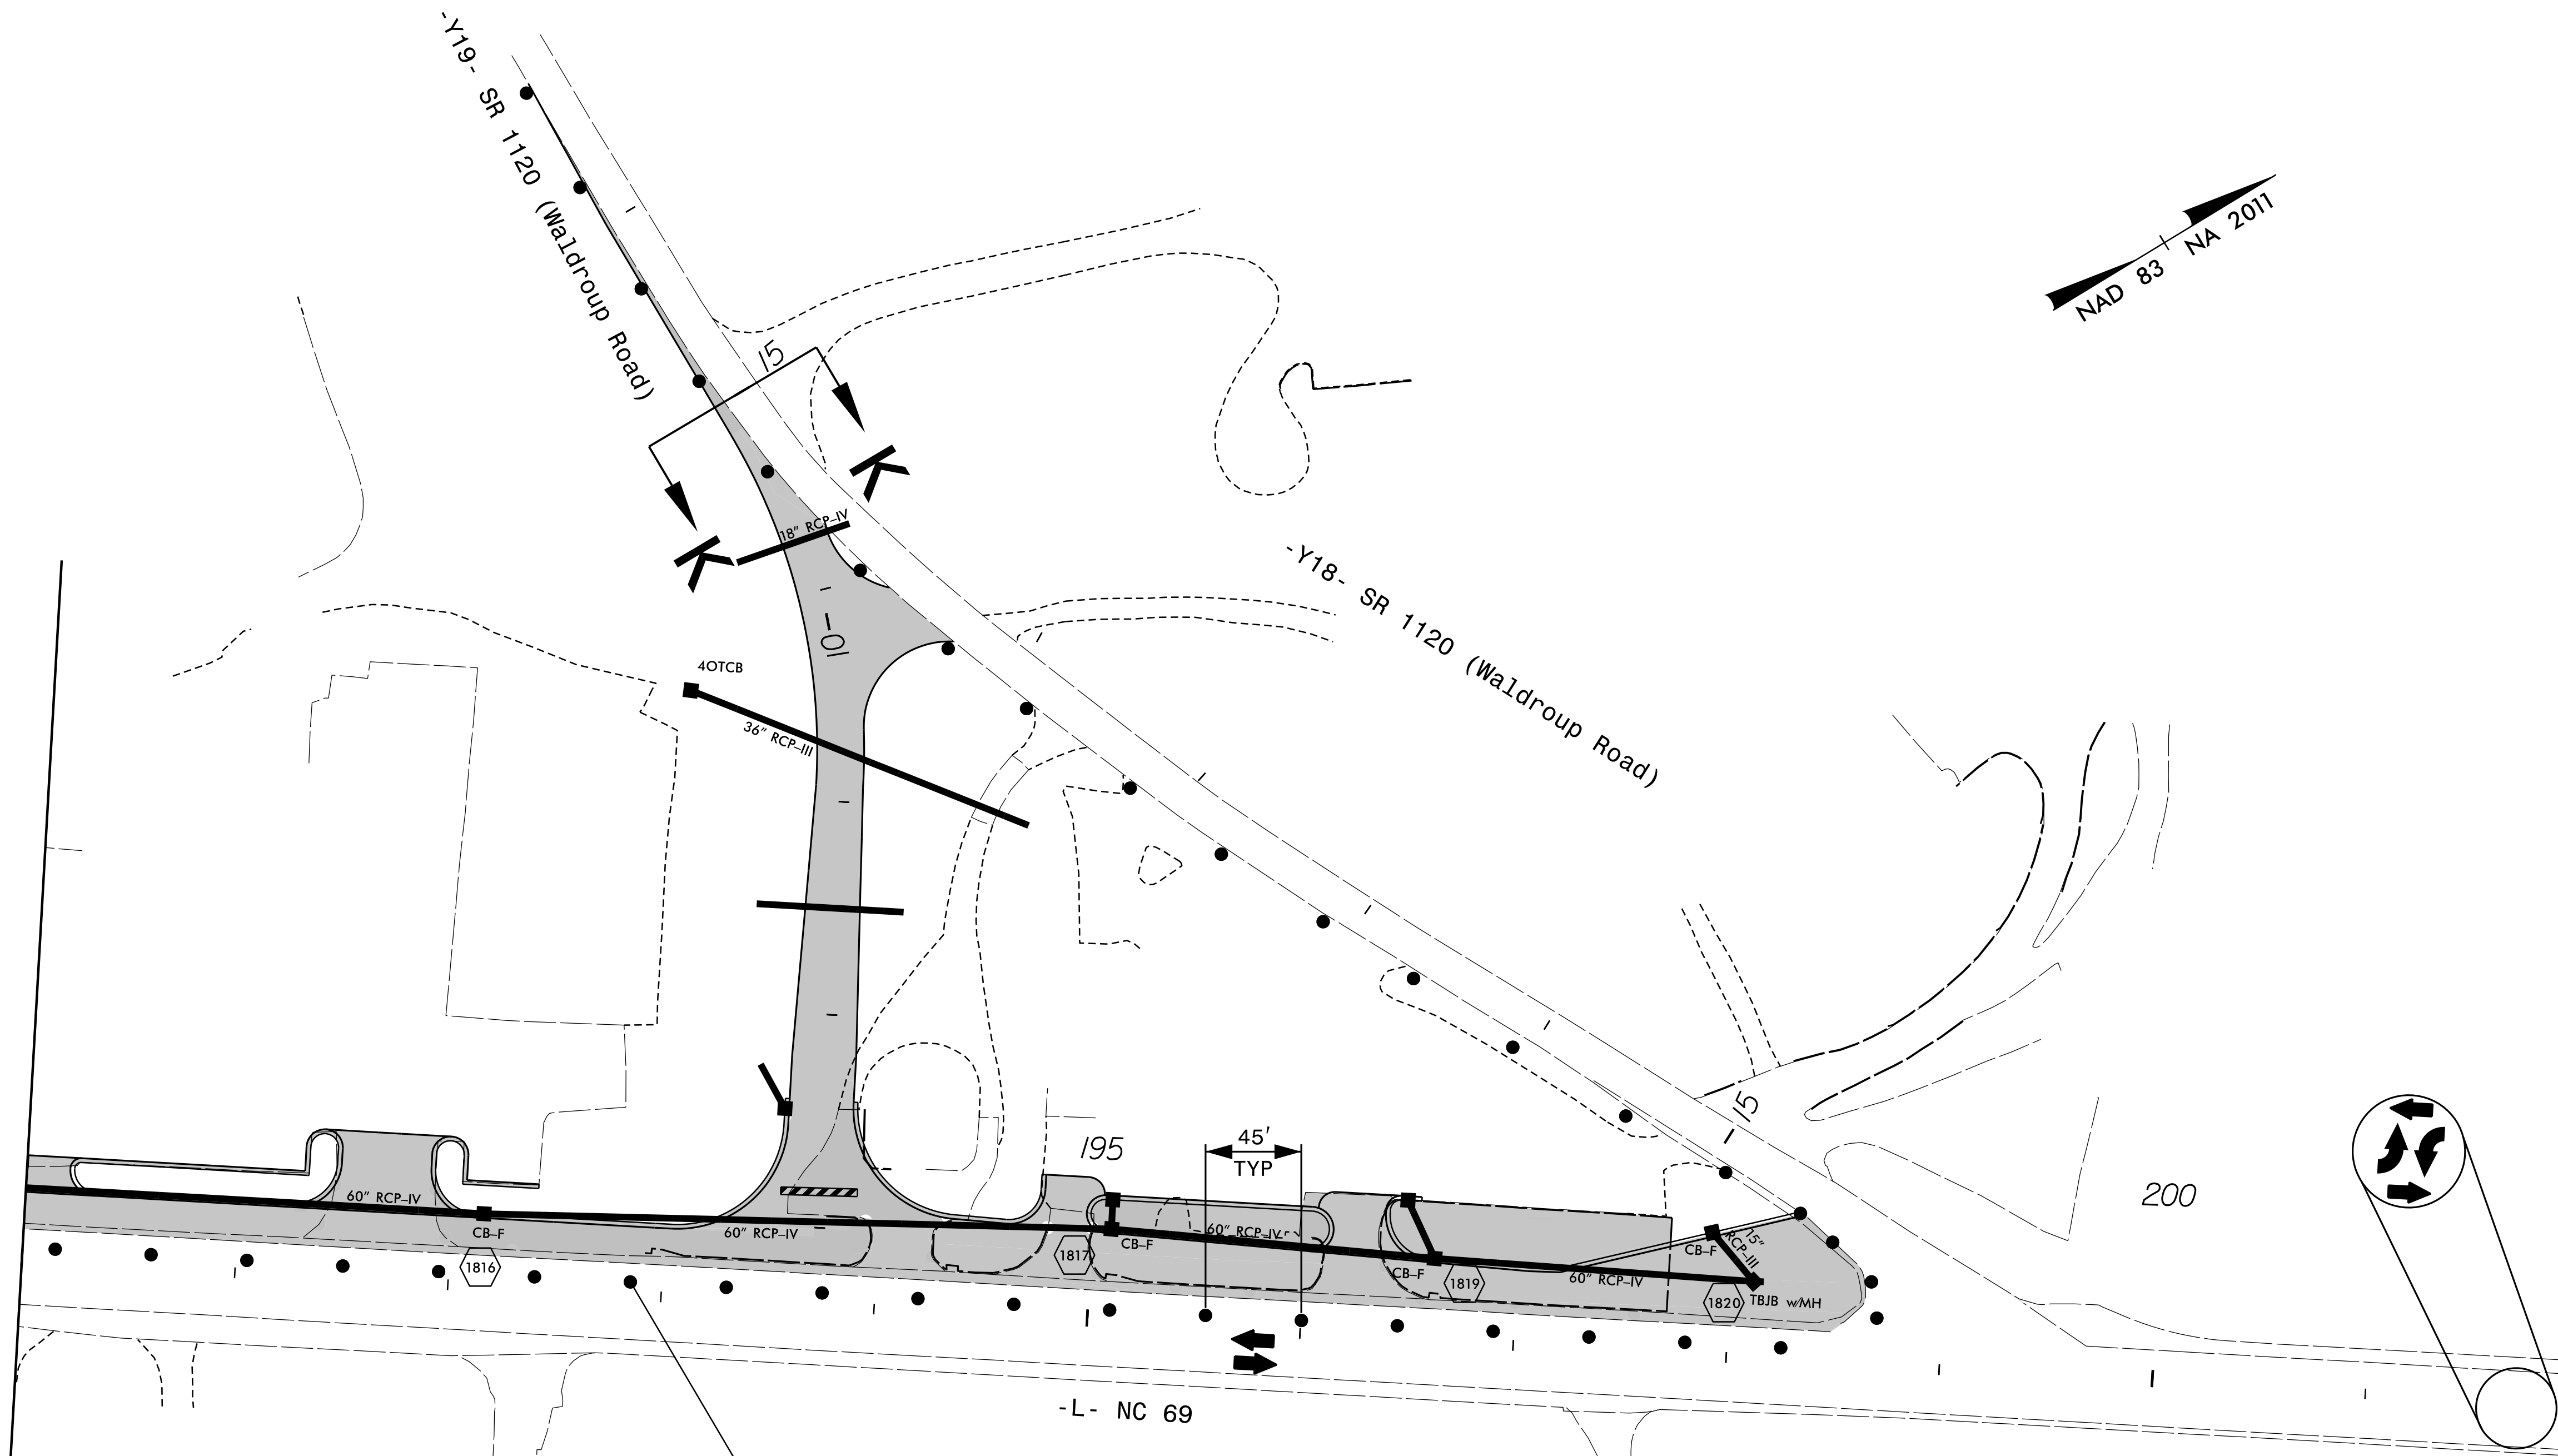 -Y19- SR 1120 (Waldroup Road)
NAD 83 NA 2011
15
K
K
18" RCP-IV
10
-Y18- SR 1120 (Waldroup Road)
4OTCB
36" RCP-III
15
195
45'
TYP
200
60" RCP-IV
CB-F
1816
60" RCP-IV
1817
CB-F
60" RCP-IV
CB-F
1819
60" RCP-IV
CB-F
15"
RCP-III
1820
TBJB w/MH
-L- NC 69